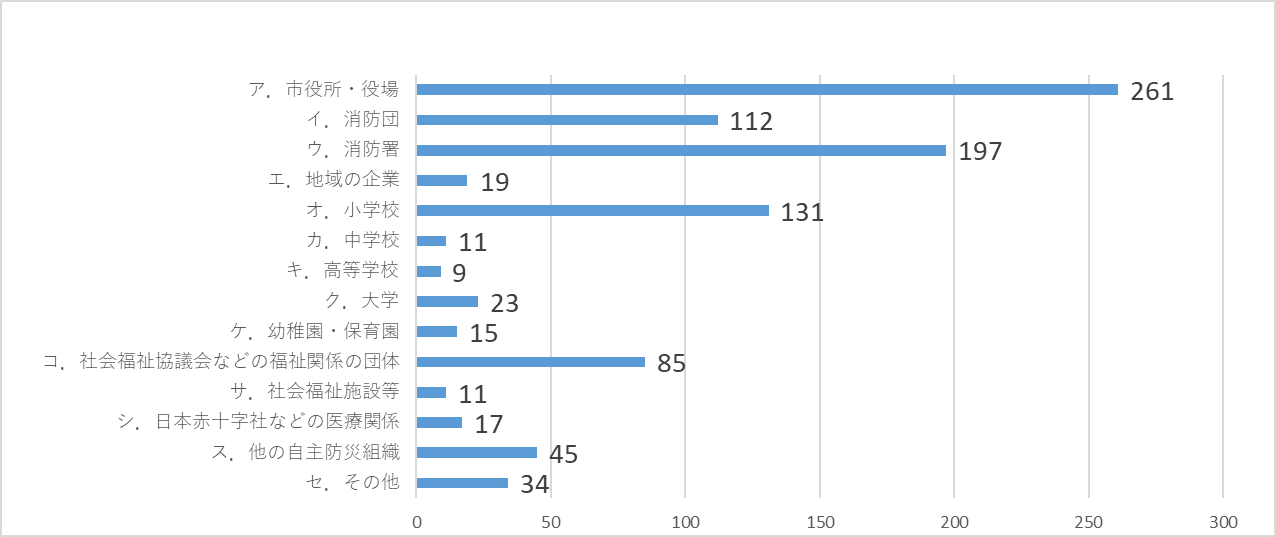 ア．市役所・役場 261
イ．消防団 112
ウ．消防署 197
エ．地域の企業 19
オ．小学校 131
カ．中学校 11
キ．高等学校 9
ク．大学 23
ケ．幼稚園・保育園 15
コ．社会福祉協議会などの福祉関係の団体 85
サ．社会福祉施設等 11
シ．日本赤十字社などの医療関係 17
ス．他の自主防災組織 45
セ．その他 34
0 50 100 150 200 250 300